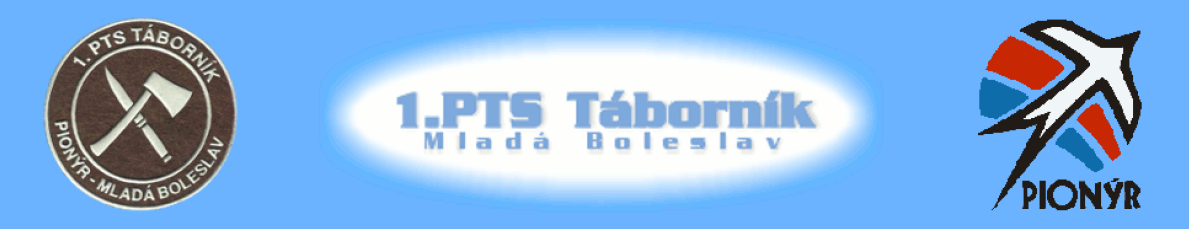 1. PTS TÁBORNÍK
PIONÝR - MLADÁ BOLESLAV
1.PTS Táborník
Mladá Boleslav
PIONÝR